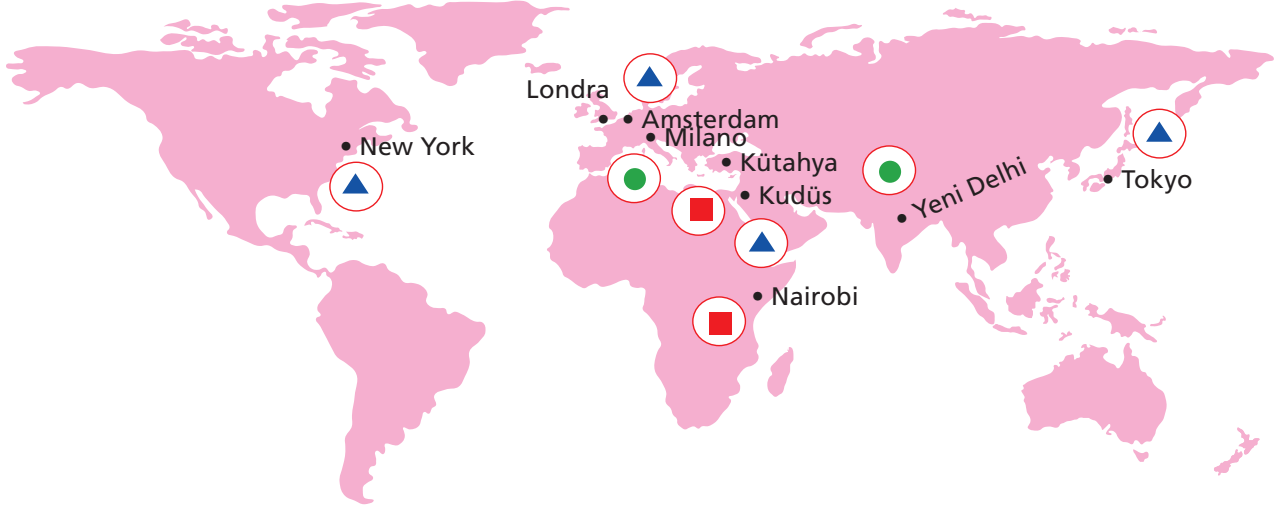 Londra
Amsterdam
Milano
New York
Kütahya
Kudüs
Yeni Delhi
Tokyo
Nairobi